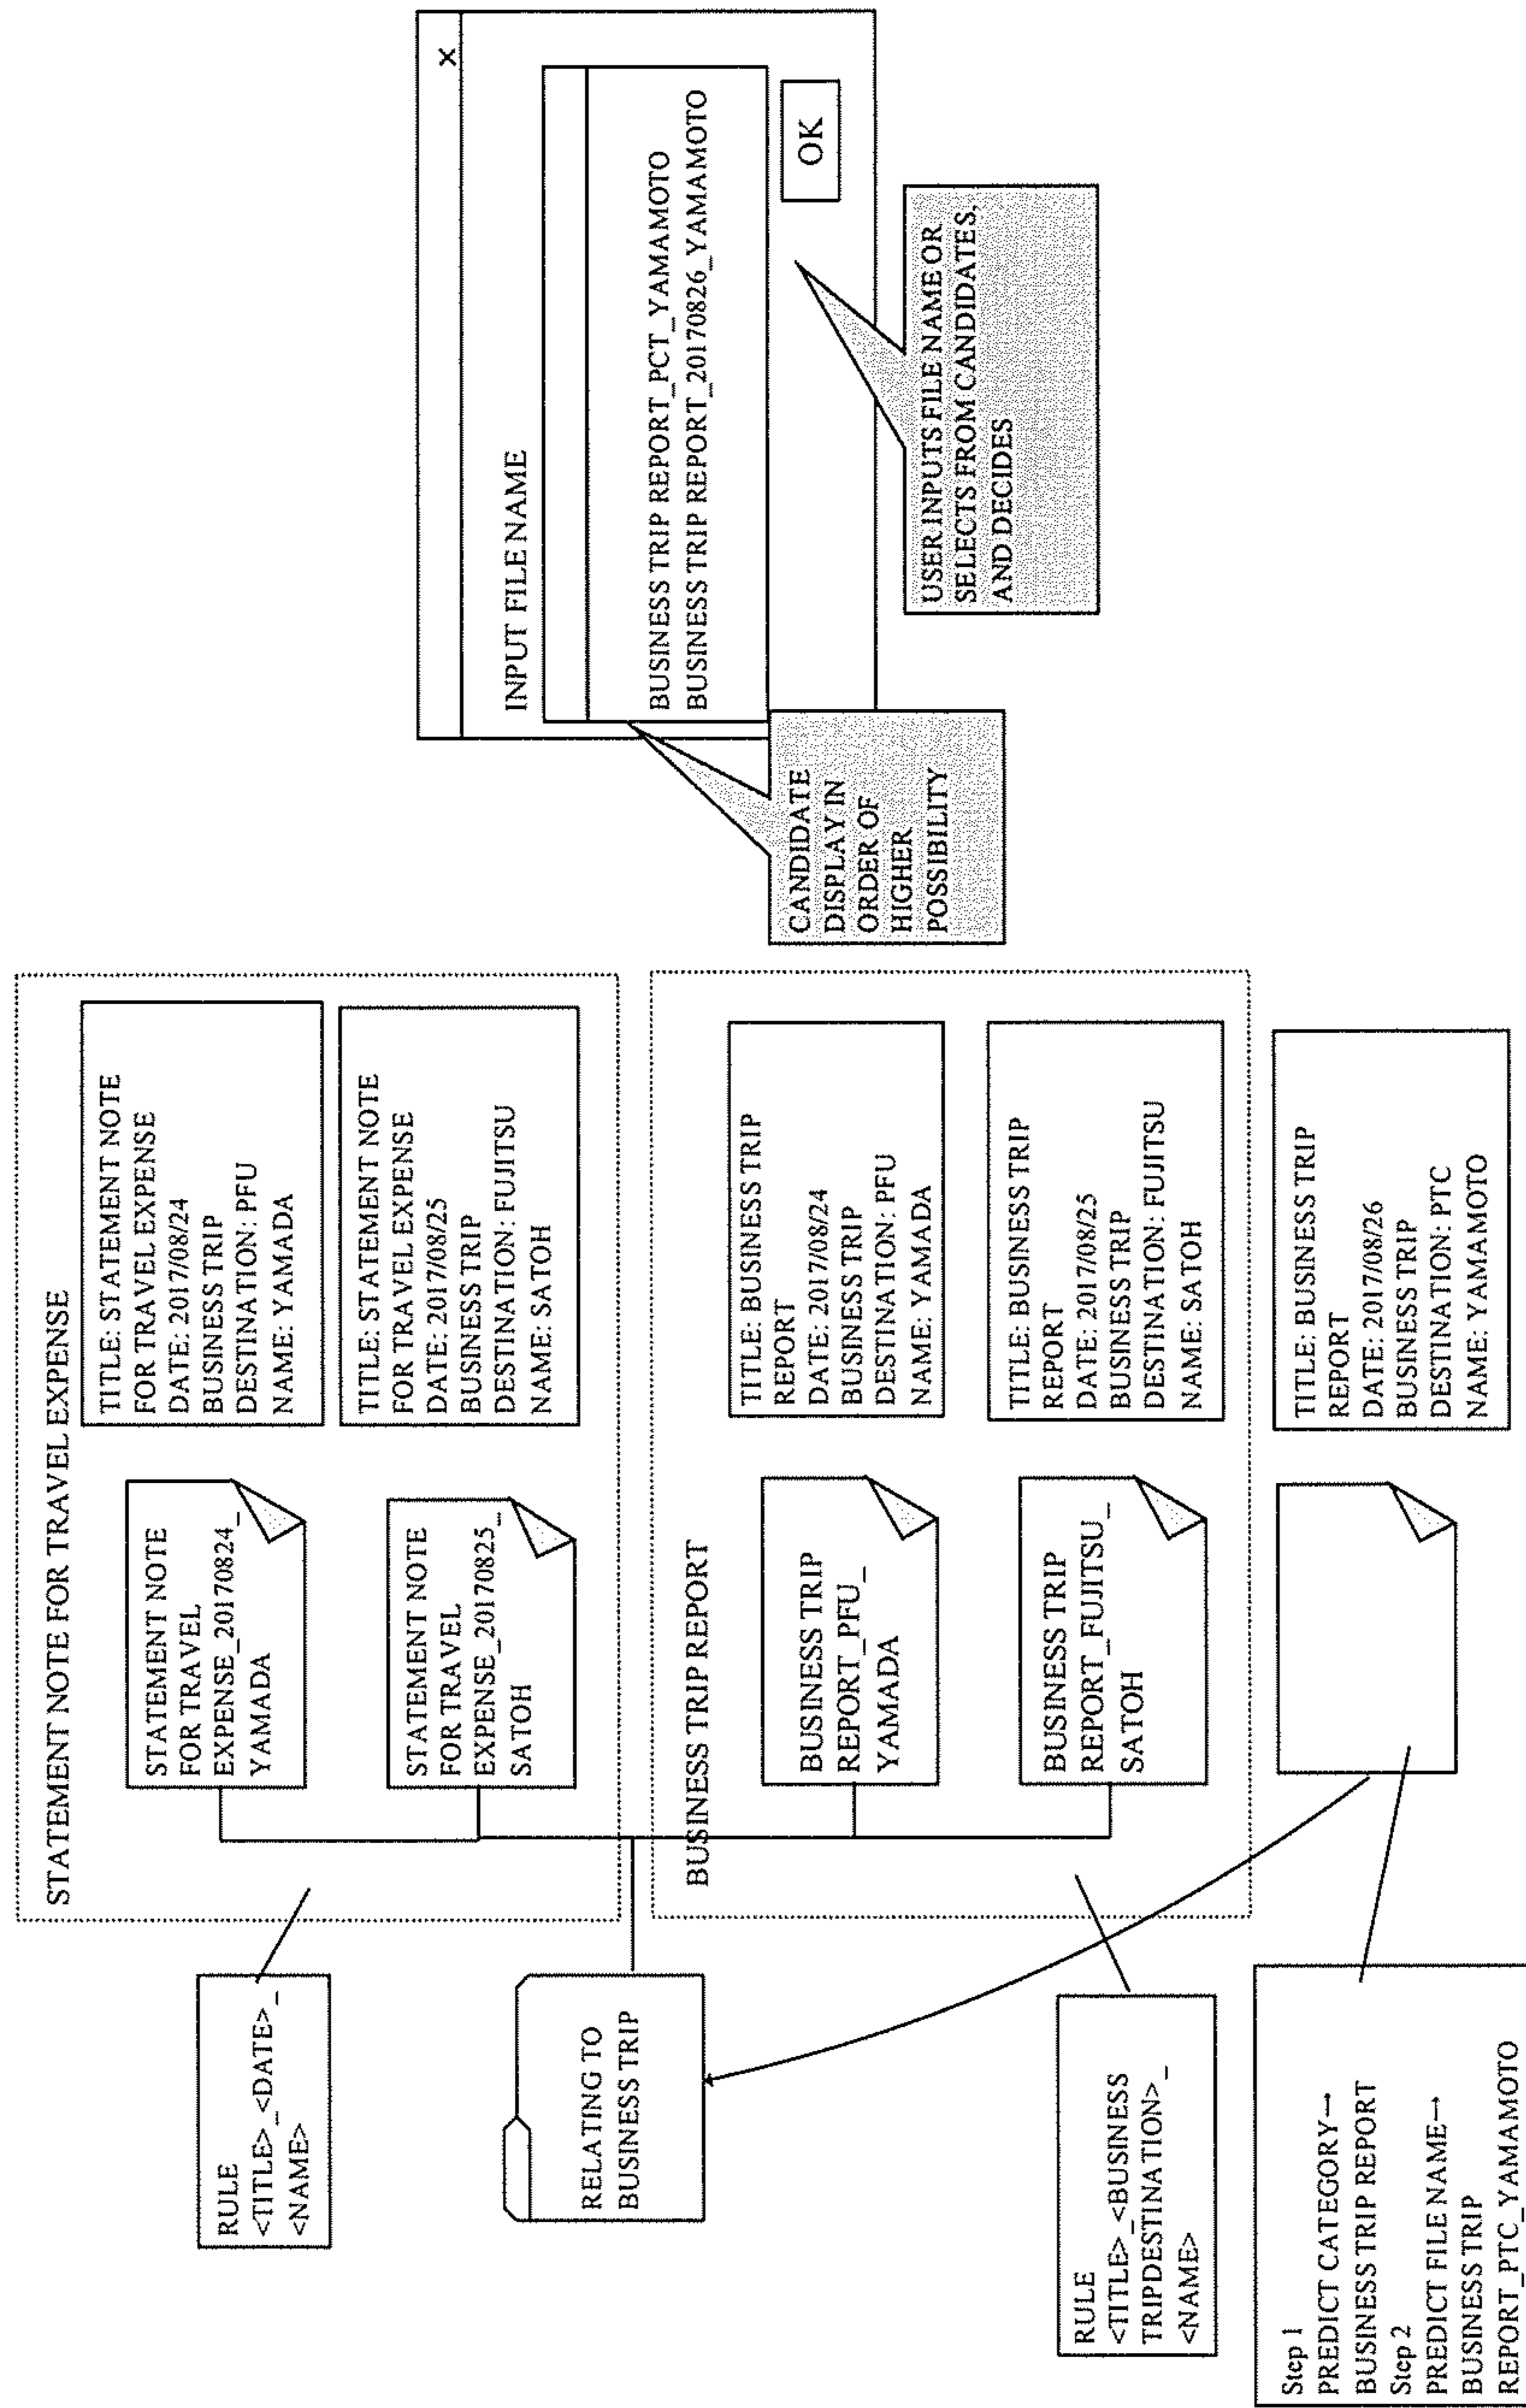 STATEMENT NOTE FOR TRAVEL EXPENSE
RULE
<TITLE>_<DATE>_
<NAME>
STATEMENT NOTE
FOR TRAVEL
EXPENSE_20170824_
YAMADA
TITLE: STATEMENT NOTE
FOR TRAVEL EXPENSE
DATE: 2017/08/24
BUSINESS TRIP
DESTINATION: PFU
NAME: YAMADA
STATEMENT NOTE
FOR TRAVEL
EXPENSE_20170825_
SATOH
TITLE: STATEMENT NOTE
FOR TRAVEL EXPENSE
DATE: 2017/08/25
BUSINESS TRIP
DESTINATION: FUJITSU
NAME: SATOH
RELATING TO
BUSINESS TRIP
BUSINESS TRIP REPORT
BUSINESS TRIP
REPORT_PFU_
YAMADA
TITLE: BUSINESS TRIP
REPORT
DATE: 2017/08/24
BUSINESS TRIP
DESTINATION: PFU
NAME: YAMADA
RULE
<TITLE>_<BUSINESS
TRIPDESTINATION>_
<NAME>
BUSINESS TRIP
REPORT_FUJITSU_
SATOH
TITLE: BUSINESS TRIP
REPORT
DATE: 2017/08/25
BUSINESS TRIP
DESTINATION: FUJITSU
NAME: SATOH
Step 1
PREDICT CATEGORY→
BUSINESS TRIP REPORT
Step 2
PREDICT FILE NAME→
BUSINESS TRIP
REPORT_PTC_YAMAMOTO
TITLE: BUSINESS TRIP
REPORT
DATE: 2017/08/26
BUSINESS TRIP
DESTINATION: PTC
NAME: YAMAMOTO
X
INPUT FILE NAME
BUSINESS TRIP REPORT_PCT_YAMAMOTO
BUSINESS TRIP REPORT_20170826_YAMAMOTO
OK
CANDIDATE
DISPLAY IN
ORDER OF
HIGHER
POSSIBILITY
USER INPUTS FILE NAME OR
SELECTS FROM CANDIDATES,
AND DECIDES